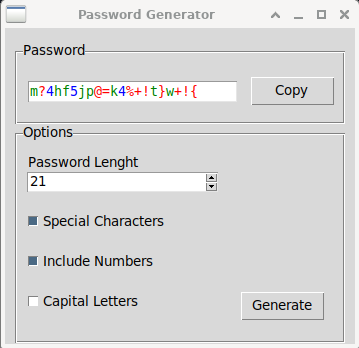 Password Generator
Password
m?4hf5jp@=k4%+!t}w+!{
Copy
Options
Password Lenght
21
Special Characters
Include Numbers
Capital Letters
Generate